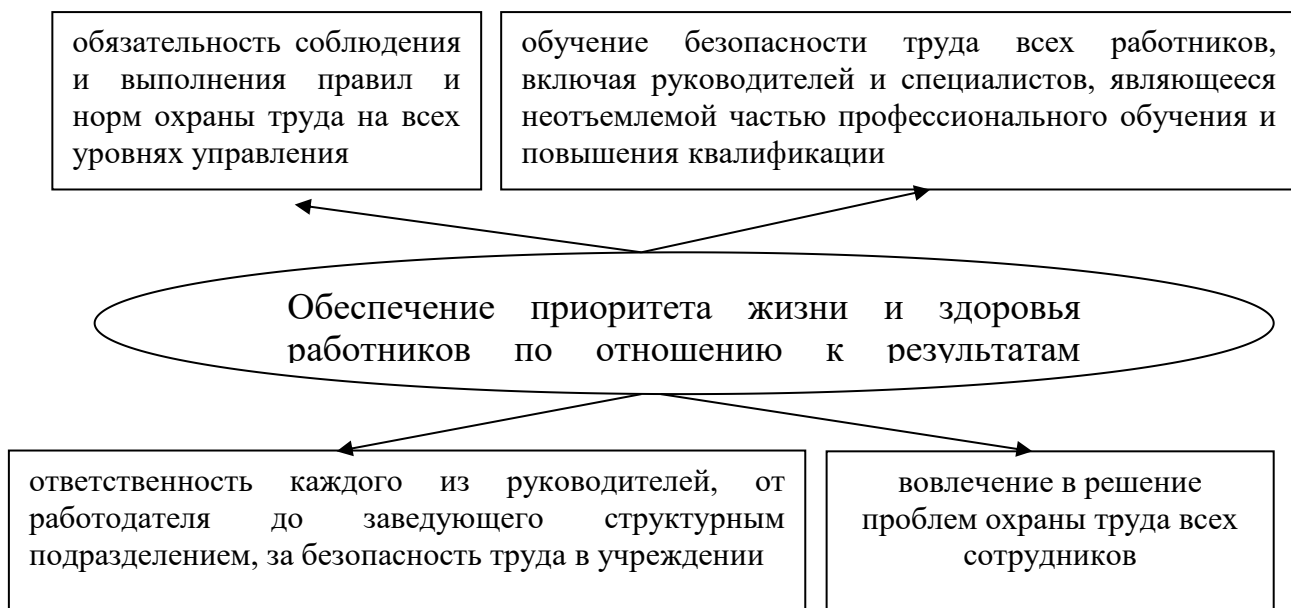 обязательность соблюдения
и выполнения правил и
норм охраны труда на всех
уровнях управления
обучение безопасности труда всех работников,
включая руководителей и специалистов, являющееся
неотъемлемой частью профессионального обучения и
повышения квалификации
Обеспечение приоритета жизни и здоровья
работников по отношению к результатам
ответственность каждого из руководителей, от
работодателя до заведующего структурным
подразделением, за безопасность труда в учреждении
вовлечение в решение
проблем охраны труда всех
сотрудников